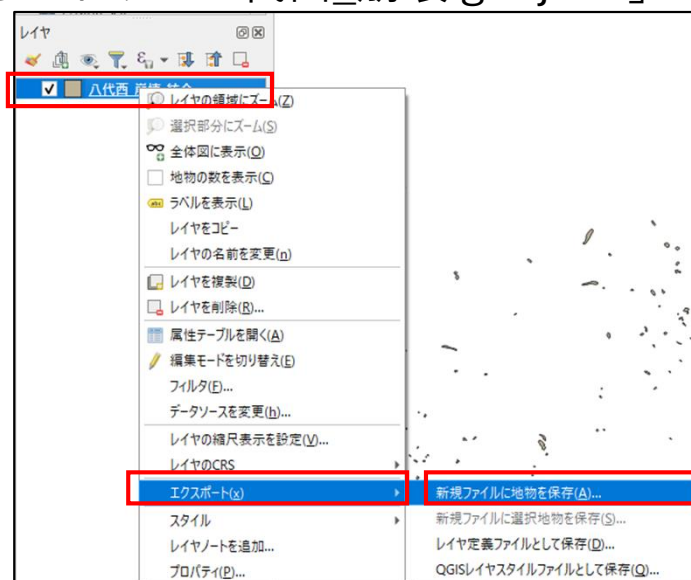 レイヤ
八代西
レイヤの領域にズーム(Z)
選択部分にズーム(S)
全体図に表示(O)
地物の数を表示(C)
abc ラベルを表示(L)
レイヤをコピー
レイヤの名前を変更(n)
レイヤを複製(D)
レイヤを削除(R)...
属性テーブルを開く(A)
編集モードを切り替え(E)
フィルタ(F)...
データソースを変更(h)...
レイヤの縮尺表示を設定(V)...
レイヤのCRS
エクスポート(x)
新規ファイルに地物を保存(A)...
スタイル
新規ファイルに選択地物を保存(S)...
レイヤノートを追加...
レイヤ定義ファイルとして保存(D)...
プロパティ(P)...
QGISレイヤスタイルファイルとして保存(Q)...